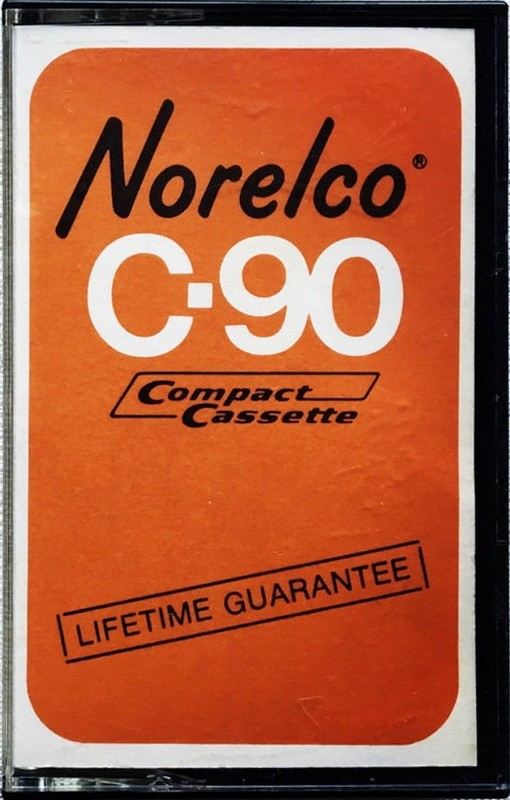 Norelco®
C·90
Compact
Cassette
LIFETIME GUARANTEE